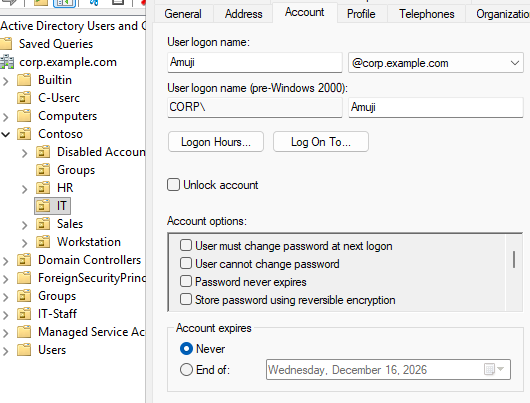 Active Directory Users and C
Saved Queries
corp.example.com
Builtin
C-Userc
Computers
Contoso
Disabled Accoun
Groups
HR
IT
Sales
Workstation
Domain Controllers
ForeignSecurityPrinc
Groups
IT-Staff
Managed Service Ac
Users
General Address Account Profile Telephones Organizatio
User logon name:
Amuji @corp.example.com
User logon name (pre-Windows 2000):
CORP\ Amuji
Logon Hours... Log On To...
Unlock account
Account options:
User must change password at next logon
User cannot change password
Password never expires
Store password using reversible encryption
Account expires
Never
End of: Wednesday, December 16, 2026